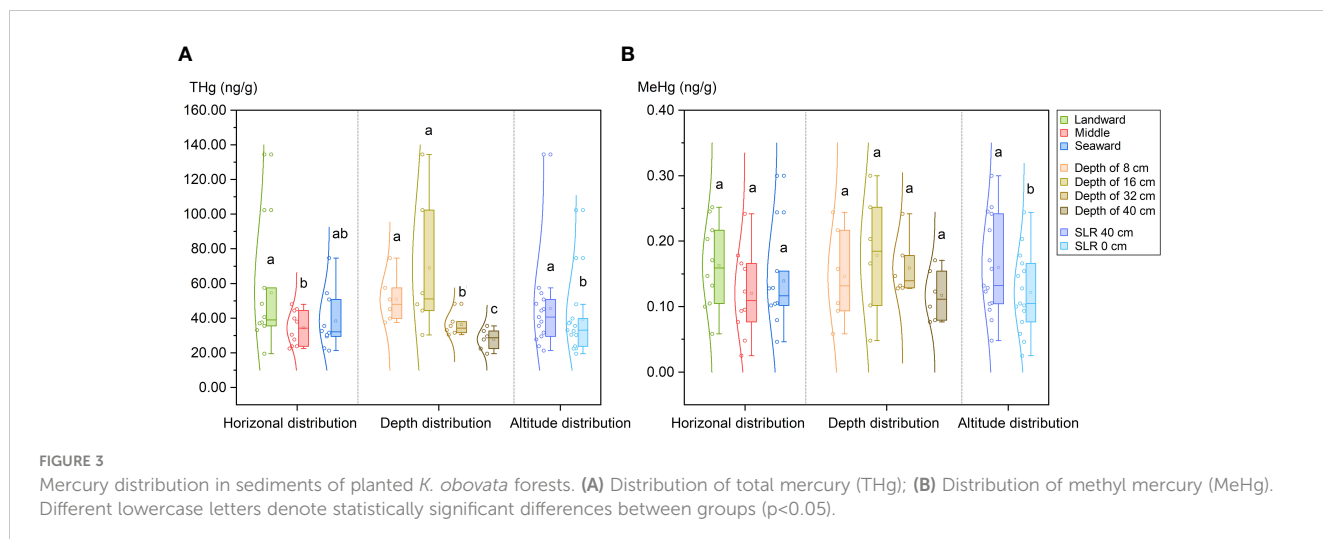 A
B
THg (ng/g)
MeHg (ng/g)
160.00
140.00
120.00
100.00
80.00
60.00
40.00
20.00
0.00
a
b
ab
a
a
b
c
a
b
Horizonal distribution
Depth distribution
Altitude distribution
0.40
0.30
0.20
0.10
0.00
a
a
a
a
a
a
a
a
b
Horizonal distribution
Depth distribution
Altitude distribution
Landward
Middle
Seaward
Depth of 8 cm
Depth of 16 cm
Depth of 32 cm
Depth of 40 cm
SLR 40 cm
SLR 0 cm
FIGURE 3
Mercury distribution in sediments of planted K. obovata forests. (A) Distribution of total mercury (THg); (B) Distribution of methyl mercury (MeHg).
Different lowercase letters denote statistically significant differences between groups (p<0.05).